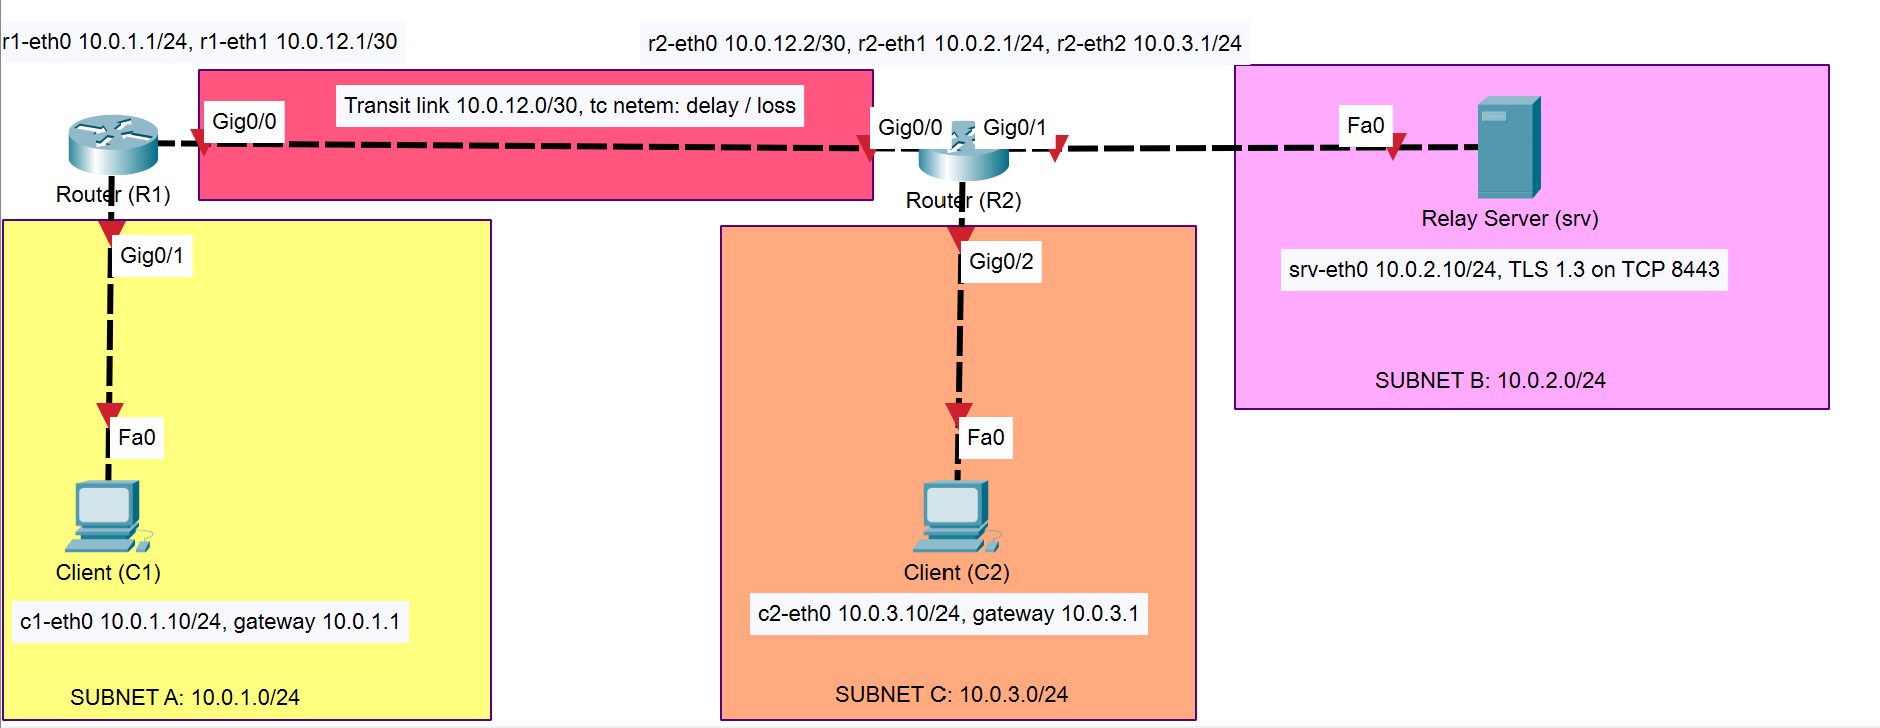 r1-eth0 10.0.1.1/24, r1-eth1 10.0.12.1/30
r2-eth0 10.0.12.2/30, r2-eth1 10.0.2.1/24, r2-eth2 10.0.3.1/24
Transit link 10.0.12.0/30, tc netem: delay / loss
Gig0/0
Gig0/0
Gig0/1
Fa0
Router (R1)
Router (R2)
Relay Server (srv)
Gig0/1
Gig0/2
srv-eth0 10.0.2.10/24, TLS 1.3 on TCP 8443
SUBNET B: 10.0.2.0/24
Fa0
Fa0
Client (C1)
Client (C2)
c1-eth0 10.0.1.10/24, gateway 10.0.1.1
c2-eth0 10.0.3.10/24, gateway 10.0.3.1
SUBNET A: 10.0.1.0/24
SUBNET C: 10.0.3.0/24